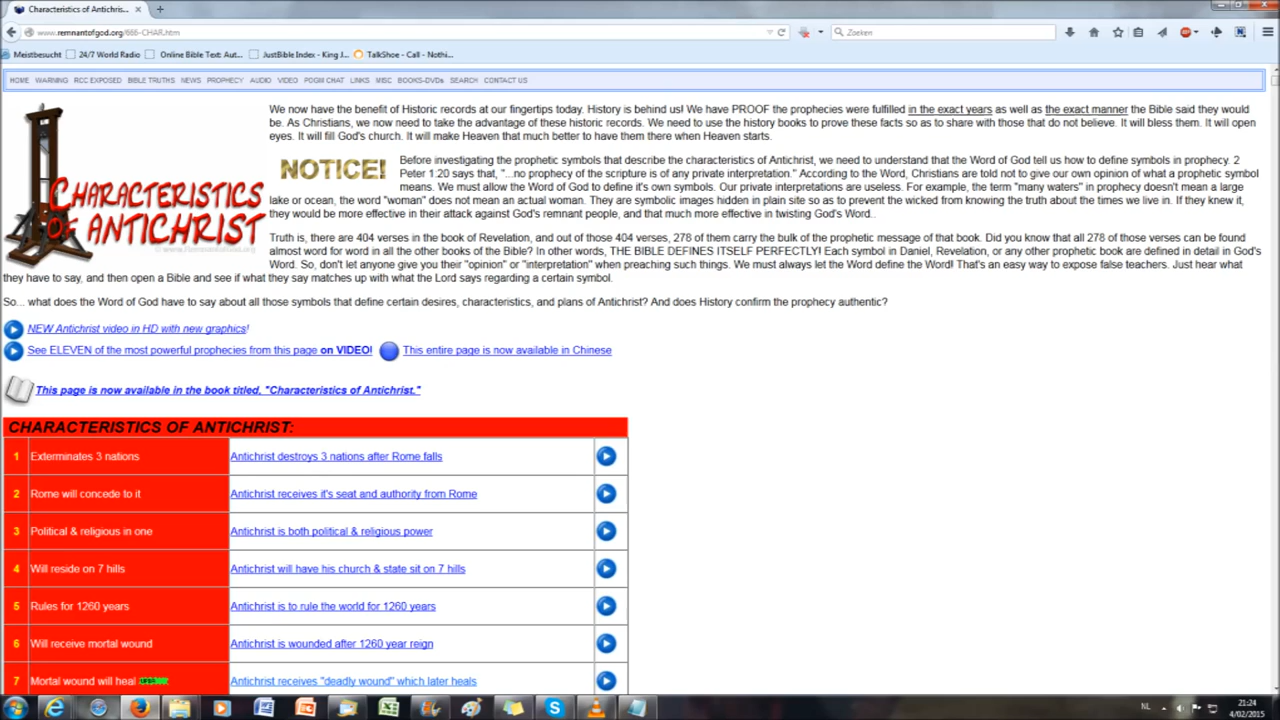 Characteristics of Antichris...
www.remnantofgod.org/666-CHAR.htm
Zoeken
Meistbesucht
24/7 World Radio
Online Bible Text: Aut...
JustBible Index - King J...
TalkShoe - Call - Nothi...
HOME WARNING RCC EXPOSED BIBLE TRUTHS NEWS PROPHECY AUDIO VIDEO PDGM CHAT LINKS MISC BOOKS-DVDs SEARCH CONTACT US
CHARACTERISTICS
OF ANTICHRIST
We now have the benefit of Historic records at our fingertips today. History is behind us! We have PROOF the prophecies were fulfilled in the exact years as well as the exact manner the Bible said they would
be. As Christians, we now need to take the advantage of these historic records. We need to use the history books to prove these facts so as to share with those that do not believe. It will bless them. It will open
eyes. It will fill God's church. It will make Heaven that much better to have them there when Heaven starts.
NOTICE!
Before investigating the prophetic symbols that describe the characteristics of Antichrist, we need to understand that the Word of God tell us how to define symbols in prophecy. 2
Peter 1:20 says that, "...no prophecy of the scripture is of any private interpretation." According to the Word, Christians are told not to give our own opinion of what a prophetic symbol
means. We must allow the Word of God to define it's own symbols. Our private interpretations are useless. For example, the term "many waters" in prophecy doesn't mean a large
lake or ocean, the word "woman" does not mean an actual woman. They are symbolic images hidden in plain site so as to prevent the wicked from knowing the truth about the times we live in. If they knew it,
they would be more effective in their attack against God's remnant people, and that much more effective in twisting God's Word..
Truth is, there are 404 verses in the book of Revelation, and out of those 404 verses, 278 of them carry the bulk of the prophetic message of that book. Did you know that all 278 of those verses can be found
almost word for word in all the other books of the Bible? In other words, THE BIBLE DEFINES ITSELF PERFECTLY! Each symbol in Daniel, Revelation, or any other prophetic book are defined in detail in God's
Word. So, don't let anyone give you their "opinion" or "interpretation" when preaching such things. We must always let the Word define the Word! That's an easy way to expose false teachers. Just hear what
they have to say, and then open a Bible and see if what they say matches up with what the Lord says regarding a certain symbol.
So... what does the Word of God have to say about all those symbols that define certain desires, characteristics, and plans of Antichrist? And does History confirm the prophecy authentic?
NEW Antichrist video in HD with new graphics!
See ELEVEN of the most powerful prophecies from this page on VIDEO! This entire page is now available in Chinese
This page is now available in the book titled, "Characteristics of Antichrist."
CHARACTERISTICS OF ANTICHRIST:
1 Exterminates 3 nations Antichrist destroys 3 nations after Rome falls
2 Rome will concede to it Antichrist receives it's seat and authority from Rome
3 Political & religious in one Antichrist is both political & religious power
4 Will reside on 7 hills Antichrist will have his church & state sit on 7 hills
5 Rules for 1260 years Antichrist is to rule the world for 1260 years
6 Will receive mortal wound Antichrist is wounded after 1260 year reign
7 Mortal wound will heal Antichrist receives "deadly wound" which later heals
NL
21:24
4/02/2015